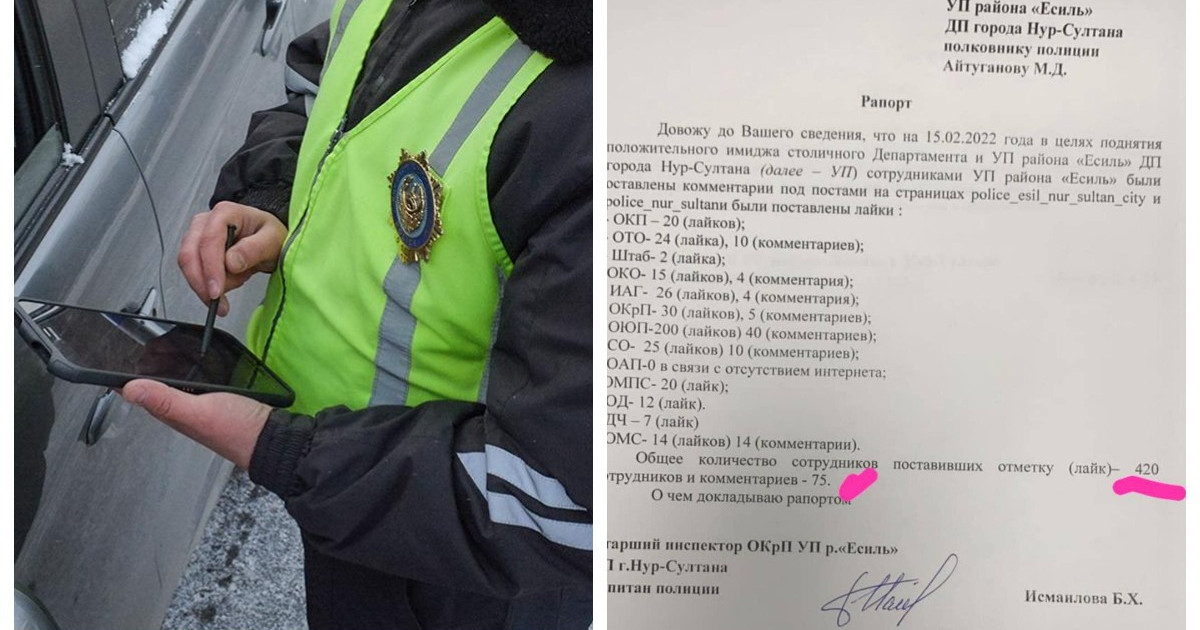 УП района «Есиль»
ДП города Нур-Султана
полковнику полиции
Айтуганову М.Д.
Рапорт
Довожу до Вашего сведения, что на 15.02.2022 года в целях поднятия
положительного имиджа столичного Департамента и УП района «Есиль» ДП
города Нур-Султана (далее – УП) сотрудниками УП района «Есиль» были
оставлены комментарии под постами на страницах police_esil_nur_sultan_city и
police_nur_sultanи были поставлены лайки :
- ОКП – 20 (лайков);
- ОТО- 24 (лайка), 10 (комментариев);
Штаб- 2 (лайка);
ОКО- 15 (лайков), 4 (комментария);
ИАГ- 26 (лайков), 4 (комментария);
ОКрП- 30 (лайков), 5 (комментариев);
ОЮП-200 (лайков) 40 (комментариев);
СО- 25 (лайков) 10 (комментариев);
ОАП-0 в связи с отсутствием интернета;
ОМПС- 20 (лайк);
ОД- 12 (лайк).
ДЧ – 7 (лайк)
ОМС- 14 (лайков) 14 (комментарии).
Общее количество сотрудников поставивших отметку (лайк)– 420
отрудников и комментариев - 75.
О чем докладываю рапортом
тарший инспектор ОКрП УП р.«Есиль»
П г.Нур-Султана
питан полиции
Исмаилова Б.Х.